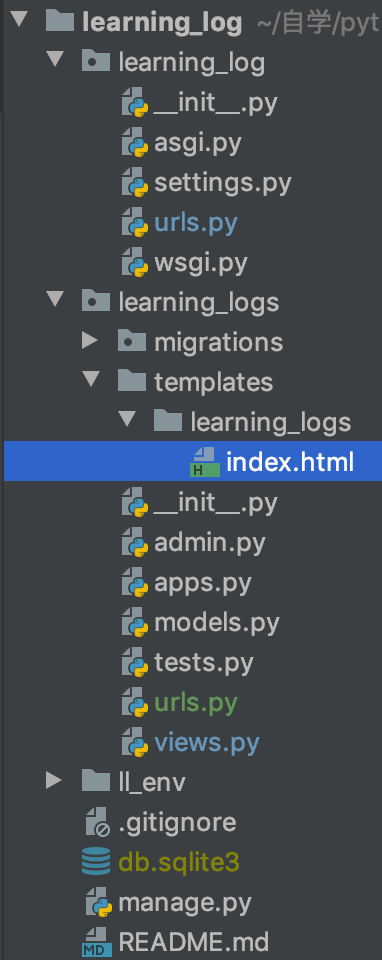 learning_log ~/自学/pyt
learning_log
__init__.py
asgi.py
settings.py
urls.py
wsgi.py
learning_logs
migrations
templates
learning_logs
H index.html
__init__.py
admin.py
apps.py
models.py
tests.py
urls.py
views.py
ll_env
.gitignore
db.sqlite3
manage.py
MD README.md